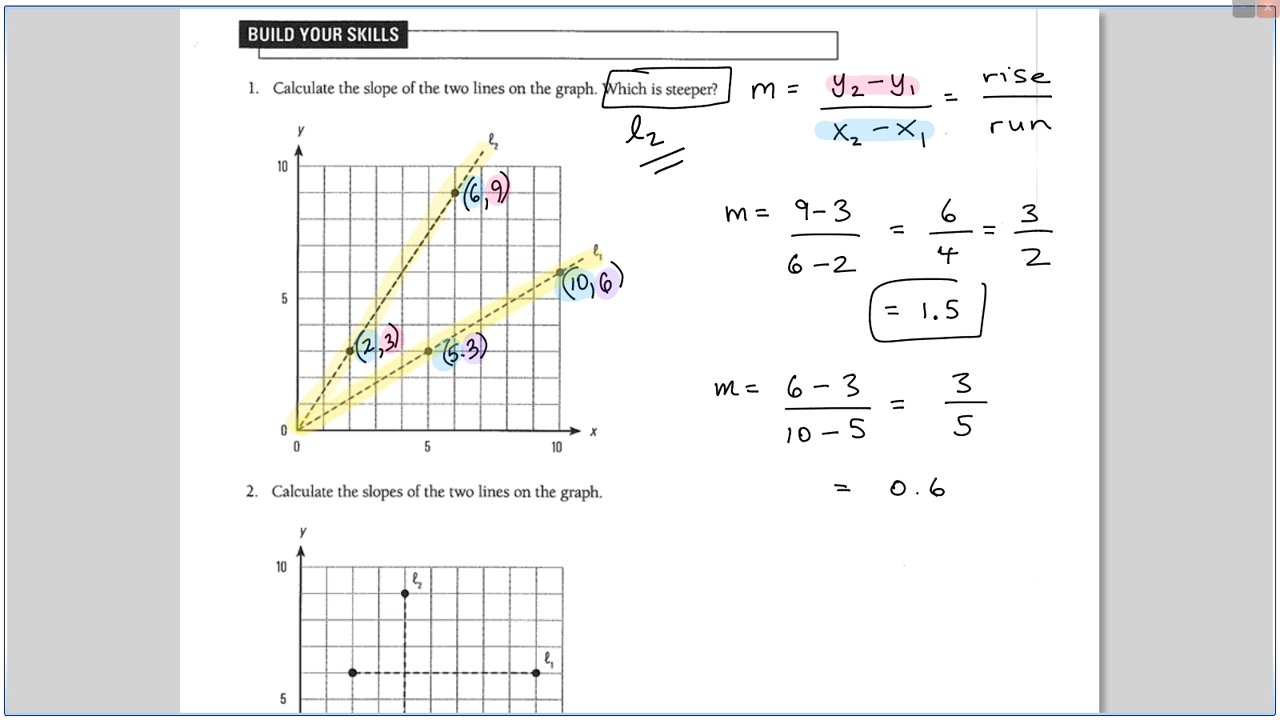 BUILD YOUR SKILLS
1. Calculate the slope of the two lines on the graph. Which is steeper?
ℓ₂
m = y₂ - y₁ / x₂ - x₁ = rise / run
y
10
5
0
0 5 10 x
ℓ₂
(6, 9)
ℓ₁
(10, 6)
(2, 3)
(5.3)
m = 9-3 / 6-2 = 6 / 4 = 3 / 2
= 1.5
m = 6 - 3 / 10 - 5 = 3 / 5
= 0.6
2. Calculate the slopes of the two lines on the graph.
y
10
ℓ₂
ℓ₁
5